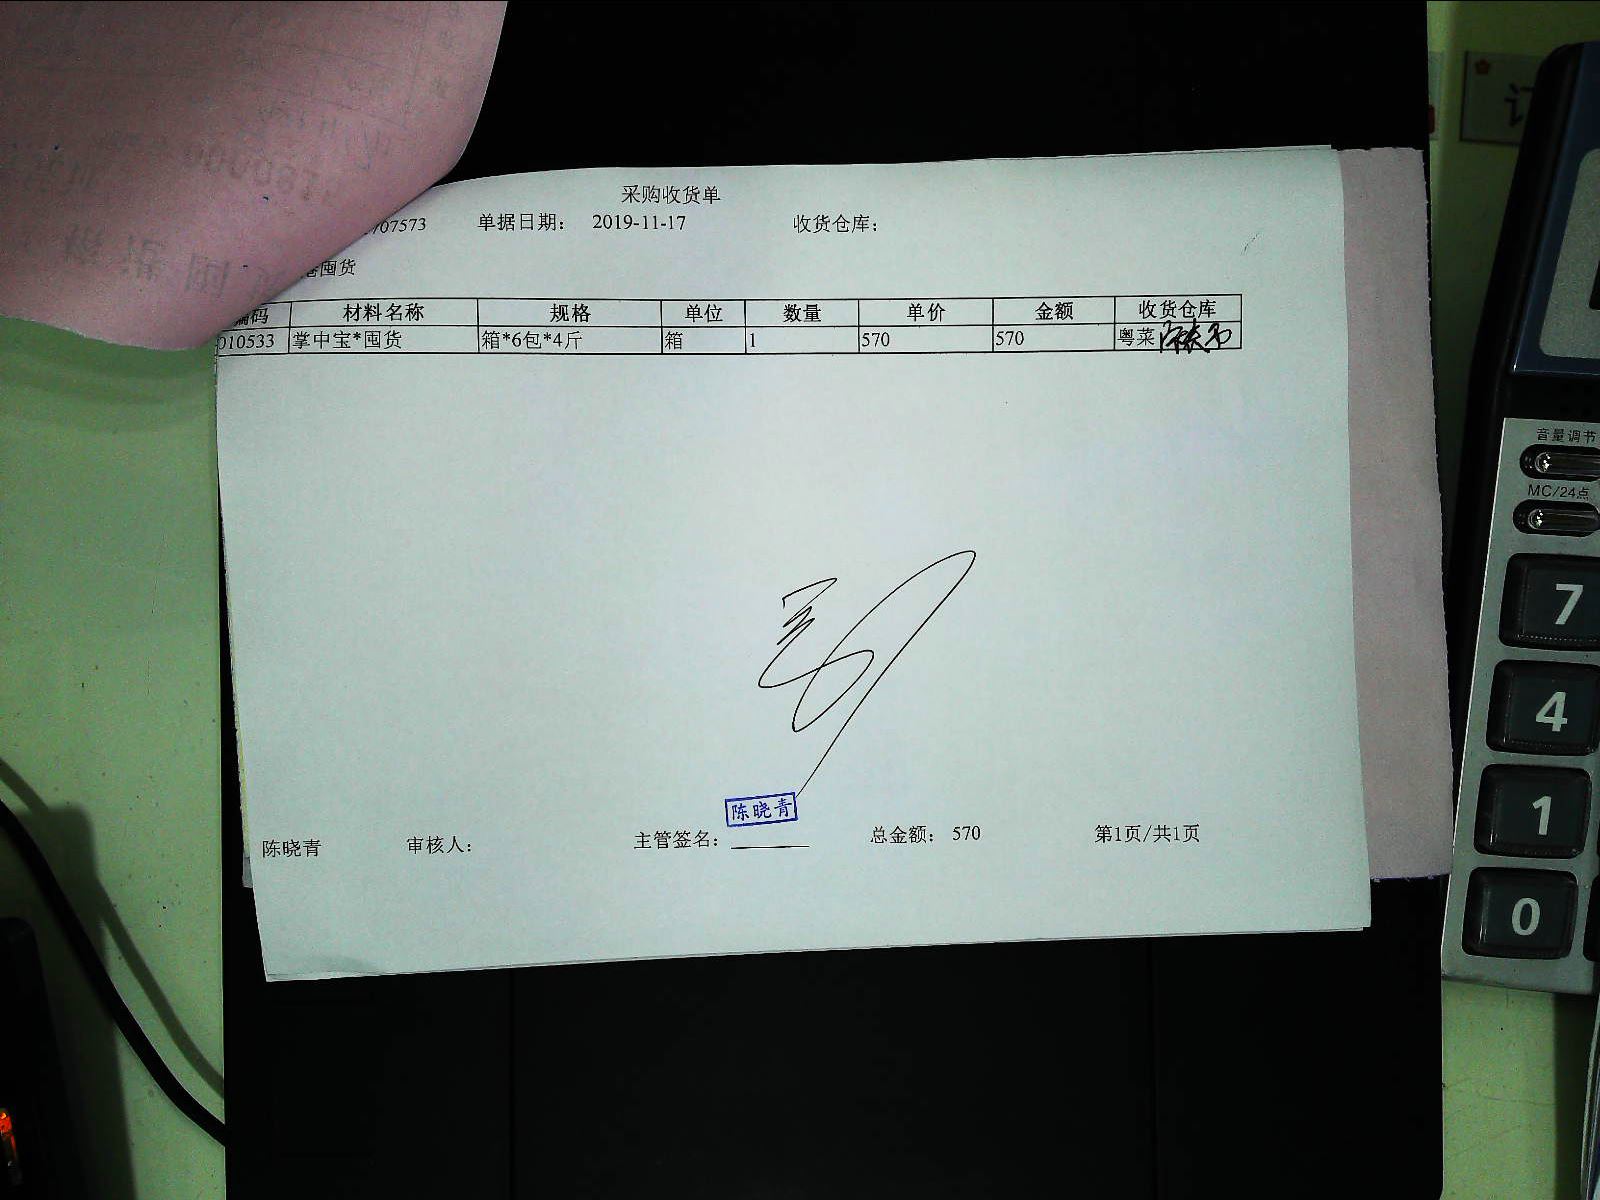 采购收货单
707573 单据日期： 2019-11-17 收货仓库：
囤货
编码 材料名称 规格 单位 数量 单价 金额 收货仓库
010533 掌中宝*囤货 箱*6包*4斤 箱 1 570 570 粤菜
陈晓青
陈晓青 审核人： 主管签名： 总金额： 570 第1页/共1页
音量调节
MC/24点
7
4
1
0